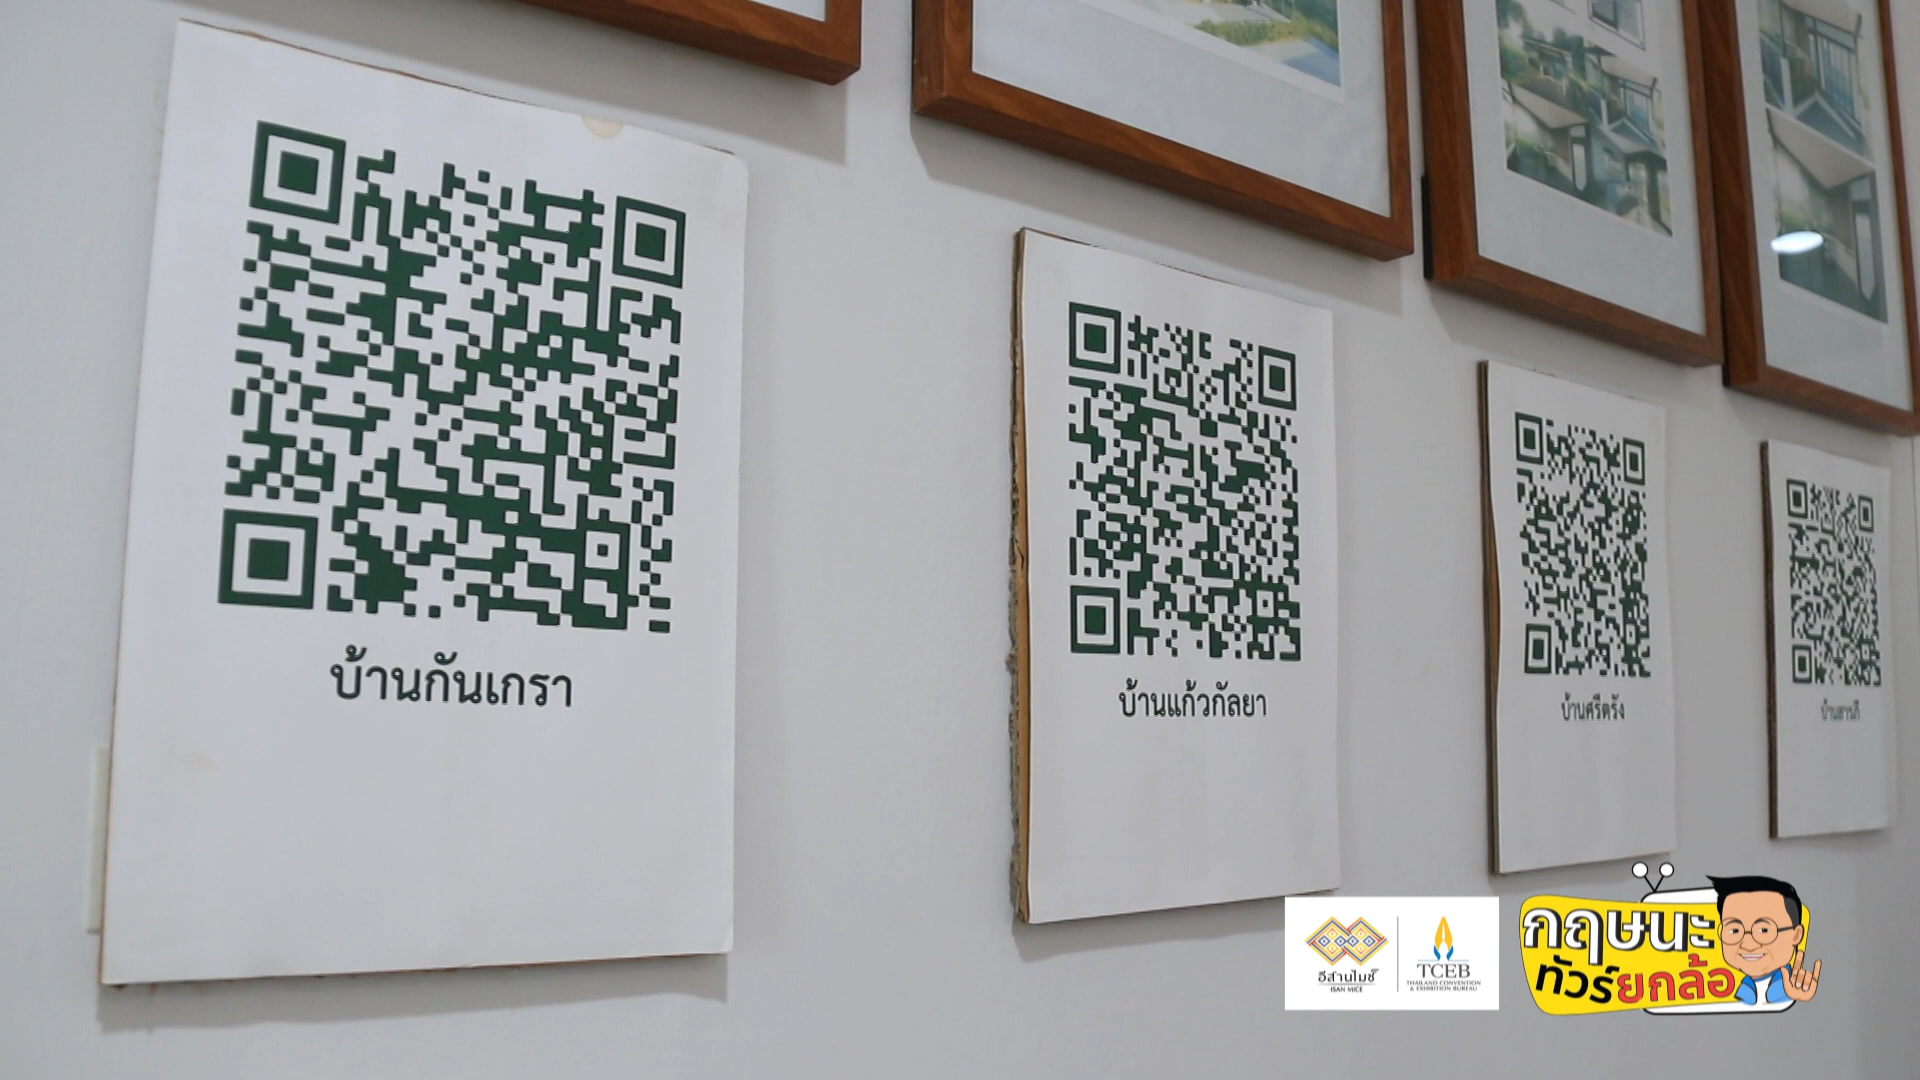 บ้านกันเกรา
บ้านแก้วกัลยา
บ้านศรีตรัง
อีสานไมซ์
ISAN MICE
TCEB
THAILAND CONVENTION
& EXHIBITION BUREAU
กฤษนะ
ทัวร์ยกล้อ